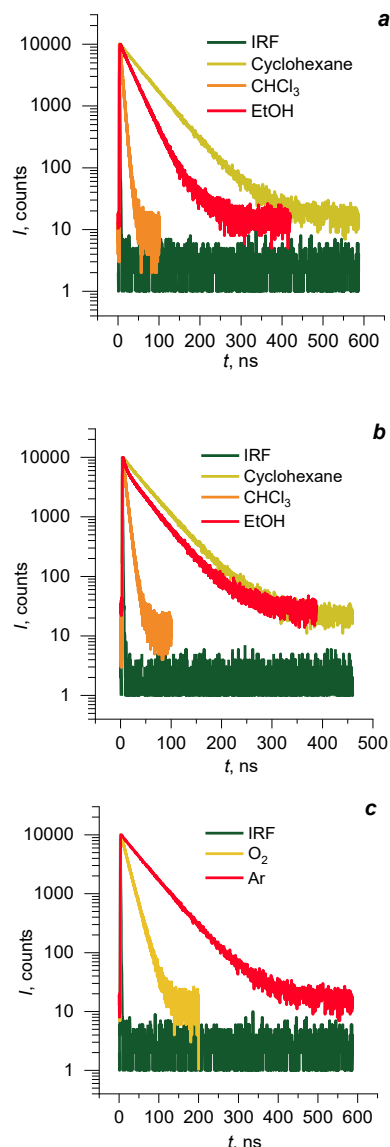 a
IRF
Cyclohexane
CHCl₃
EtOH
10000
1000
100
10
1
I, counts
0 100 200 300 400 500 600
t, ns
b
IRF
Cyclohexane
CHCl₃
EtOH
10000
1000
100
10
1
I, counts
0 100 200 300 400 500
t, ns
c
IRF
O₂
Ar
10000
1000
100
10
1
I, counts
0 100 200 300 400 500 600
t, ns